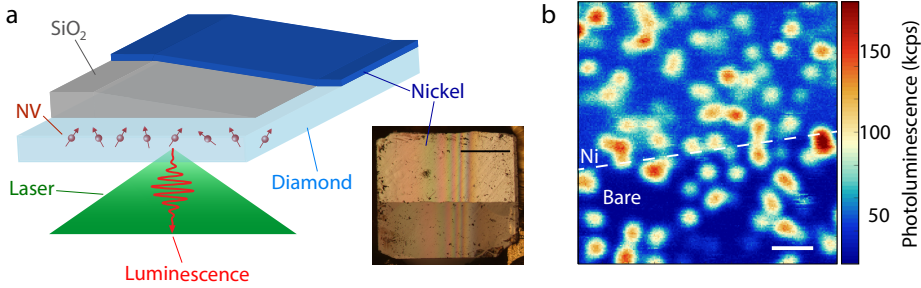 a
SiO2
NV
Nickel
Laser
Diamond
Luminescence
b
Ni
Bare
50
100
150
Photoluminescence (kcps)